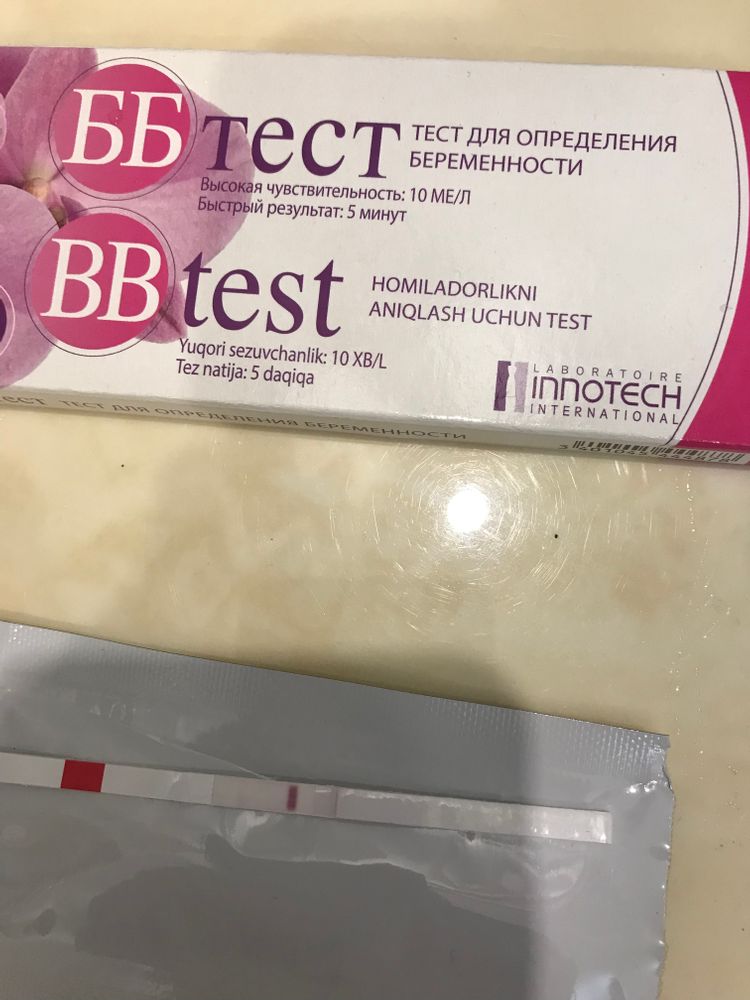 ББ тест
ТЕСТ ДЛЯ ОПРЕДЕЛЕНИЯ
БЕРЕМЕННОСТИ
Высокая чувствительность: 10 МЕ/Л
Быстрый результат: 5 минут
BB test
HOMILADORLIKNI
ANIQLASH UCHUN TEST
Yuqori sezuvchanlik: 10 XB/L
Tez natija: 5 daqiqa
LABORATOIRE
INNOTECH
INTERNATIONAL
ТЕСТ ДЛЯ ОПРЕДЕЛЕНИЯ БЕРЕМЕННОСТИ